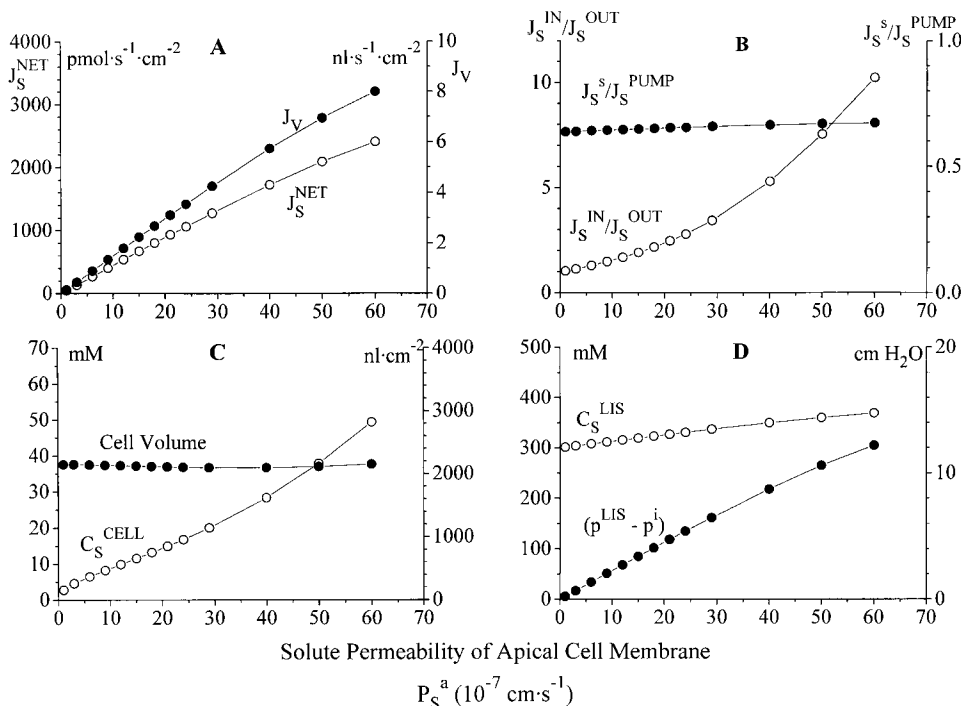 A
pmol·s⁻¹·cm⁻²
nl·s⁻¹·cm⁻²
J_S^NET
J_V
4000
3000
2000
1000
0
10
8
6
4
2
0
J_V
J_S^NET
0 10 20 30 40 50 60 70
J_S^IN/J_S^OUT
B
J_S^s/J_S^PUMP
10
5
0
1.0
0.5
0.0
J_S^s/J_S^PUMP
J_S^IN/J_S^OUT
0 10 20 30 40 50 60 70
mM
C
nl·cm⁻²
70
60
50
40
30
20
10
0
4000
3000
2000
1000
0
Cell Volume
C_S^CELL
0 10 20 30 40 50 60 70
mM
D
cm H₂O
500
400
300
200
100
0
20
10
0
C_S^LIS
(p^LIS - p^i)
0 10 20 30 40 50 60 70
Solute Permeability of Apical Cell Membrane
P_S^a (10⁻⁷ cm·s⁻¹)